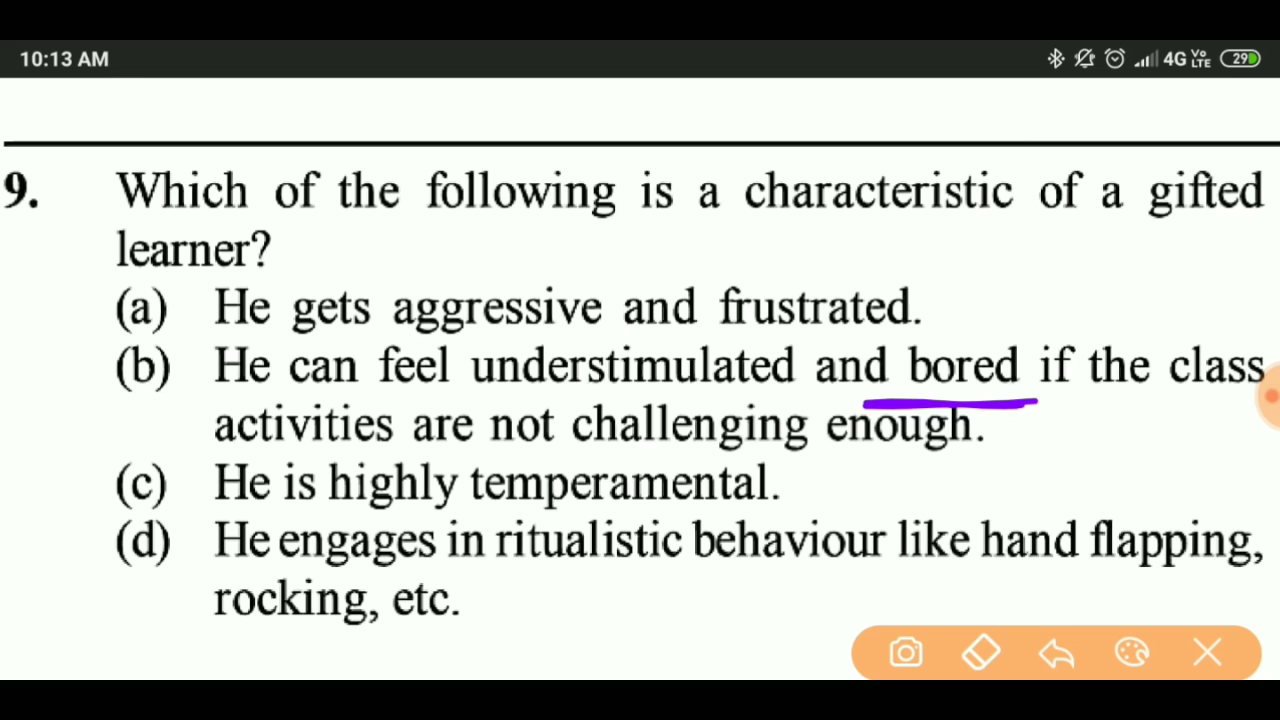 10:13 AM 4G Vo LTE 29
9. Which of the following is a characteristic of a gifted
learner?
(a) He gets aggressive and frustrated.
(b) He can feel understimulated and bored if the class
activities are not challenging enough.
(c) He is highly temperamental.
(d) He engages in ritualistic behaviour like hand flapping,
rocking, etc.